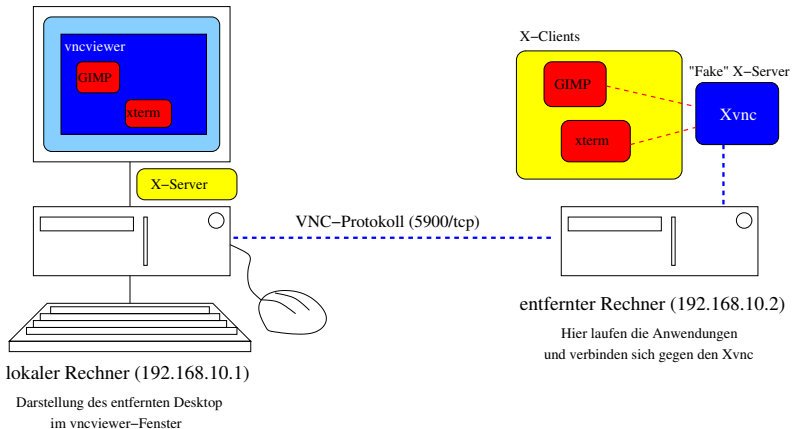 vncviewer
GIMP
xterm
X−Server
X−Clients
GIMP
xterm
"Fake" X−Server
Xvnc
VNC−Protokoll (5900/tcp)
lokaler Rechner (192.168.10.1)
Darstellung des entfernten Desktop
im vncviewer−Fenster
entfernter Rechner (192.168.10.2)
Hier laufen die Anwendungen
und verbinden sich gegen den Xvnc